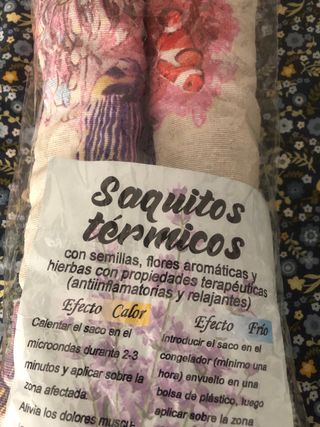 Saquitos
térmicos
con semillas, flores aromáticas y
hierbas con propiedades terapéuticas
(antiinflamatorias y relajantes)
Efecto Calor
Calentar el saco en el
microondas durante 2-3
minutos y aplicar sobre la
zona afectada.
Alivia los dolores muscul
Efecto Frío
Introducir el saco en el
congelador (mínimo una
hora) envuelto en una
bolsa de plástico, luego
aplicar sobre la zona